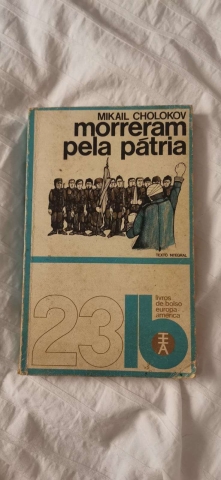 MIKAIL CHOLOKOV
morreram
pela pátria
TEXTO INTEGRAL
23 lb
livros
de bolso
europa-
américa